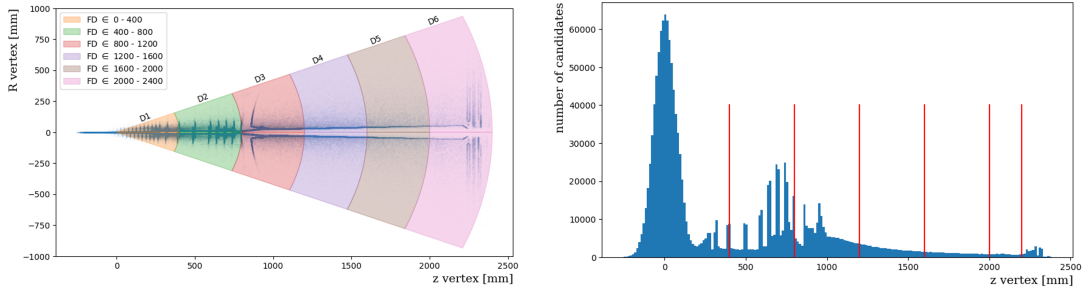 1000
750
500
250
0
-250
-500
-750
-1000
R vertex [mm]
FD ∈ 0 - 400
FD ∈ 400 - 800
FD ∈ 800 - 1200
FD ∈ 1200 - 1600
FD ∈ 1600 - 2000
FD ∈ 2000 - 2400
D1
D2
D3
D4
D5
D6
0
500
1000
1500
2000
2500
z vertex [mm]
number of candidates
60000
50000
40000
30000
20000
10000
0
0
500
1000
1500
2000
2500
z vertex [mm]